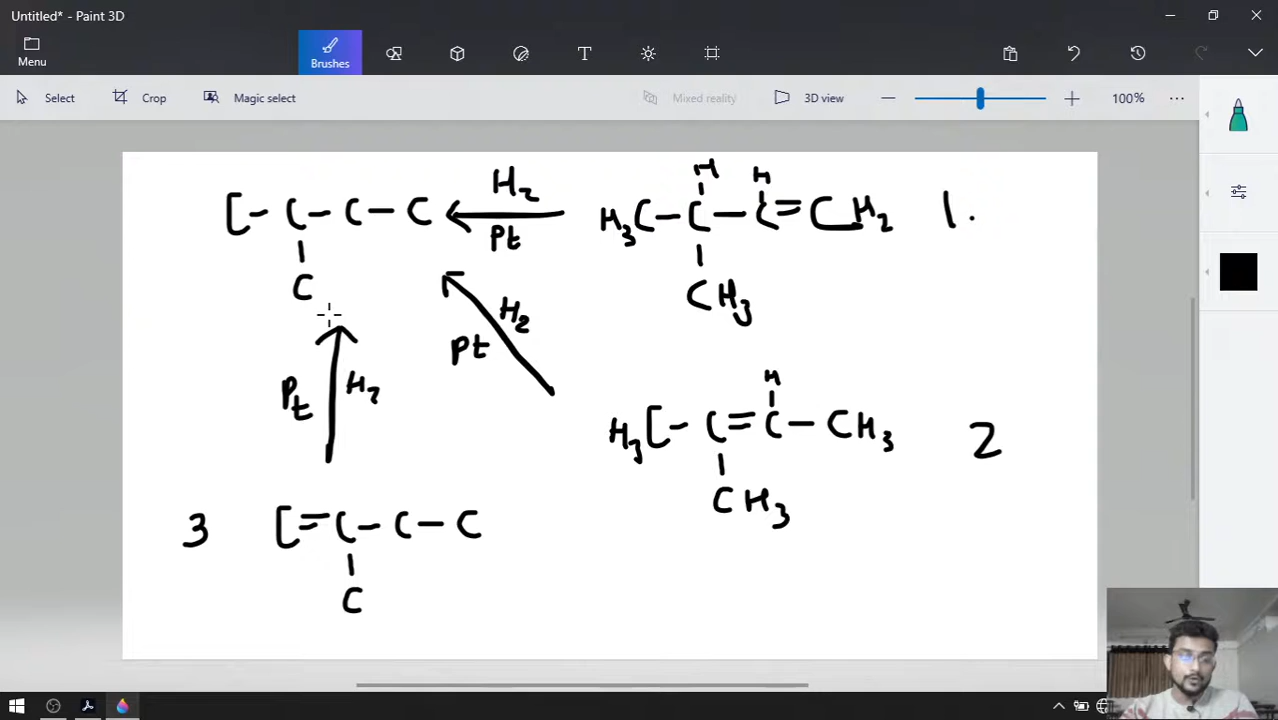 Untitled* - Paint 3D
Menu
Brushes
Select
Crop
Magic select
Mixed reality
3D view
100%
C - C - C - C
C
H2
Pt
H H
H3C - C - C = CH2
CH3
1.
H2
Pt
H
H3C - C = C - CH3
CH3
2
Pt
H2
3
C = C - C - C
C